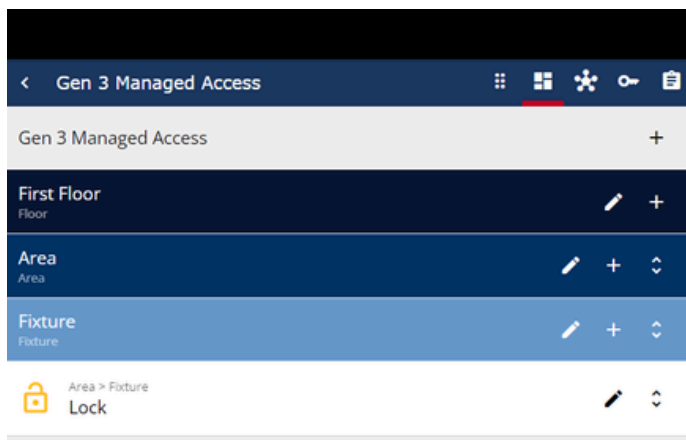 Gen 3 Managed Access
Gen 3 Managed Access
First Floor
Floor
Area
Area
Fixture
Fixture
Area > Fixture
Lock